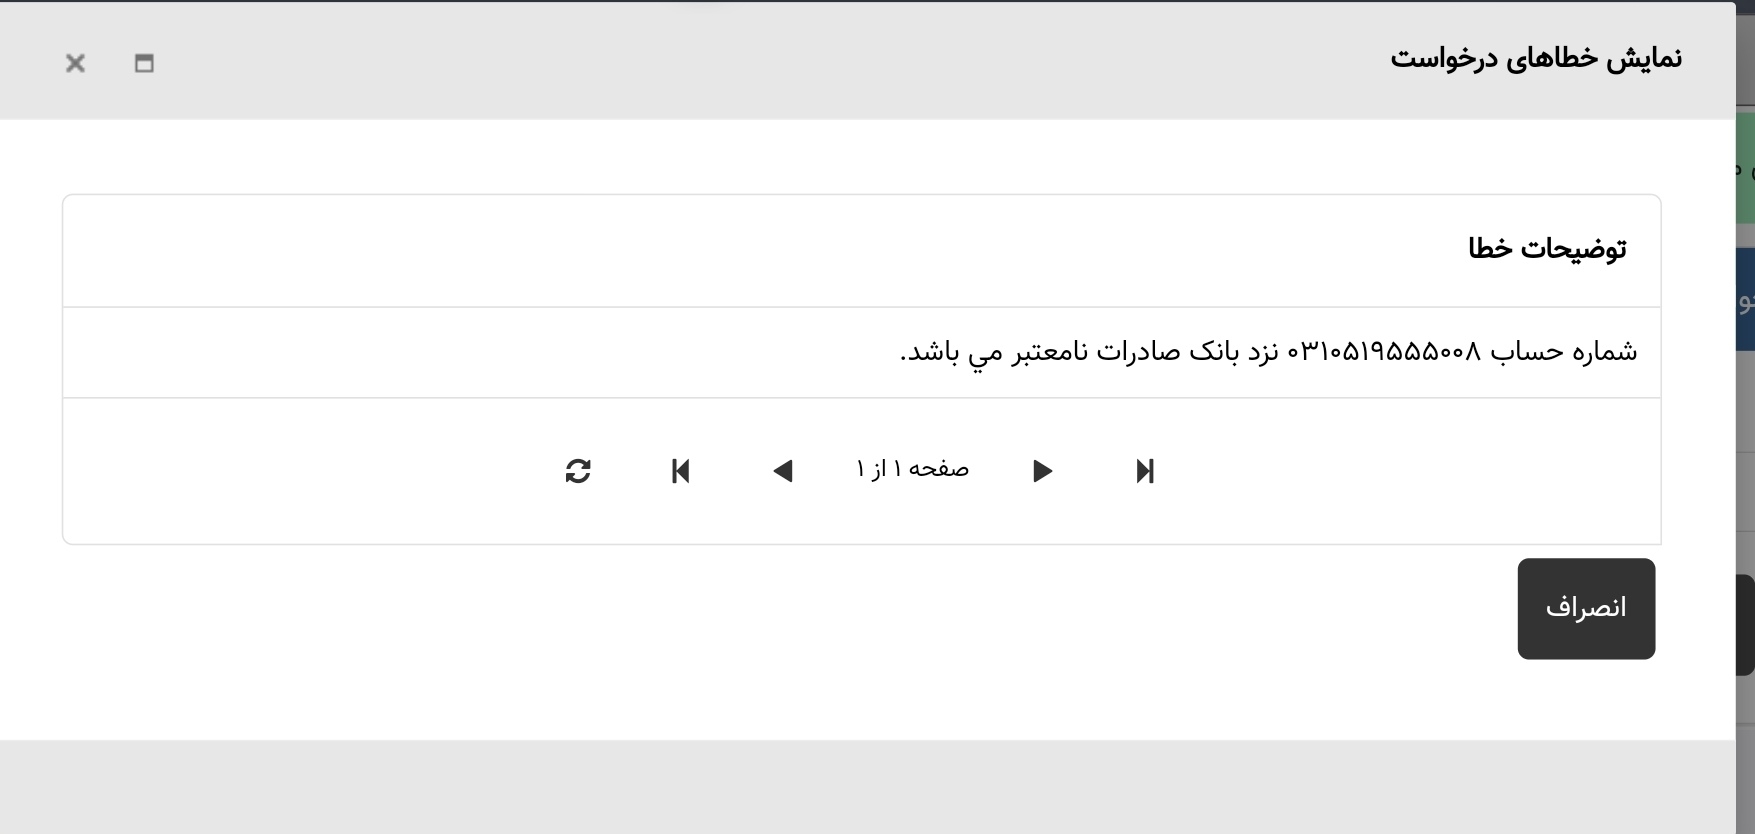 نمایش خطاهای درخواست
توضیحات خطا
شماره حساب ۰۳۱۰۵۱۹۵۵۵۰۰۸ نزد بانک صادرات نامعتبر مي باشد.
صفحه ۱ از ۱
انصراف